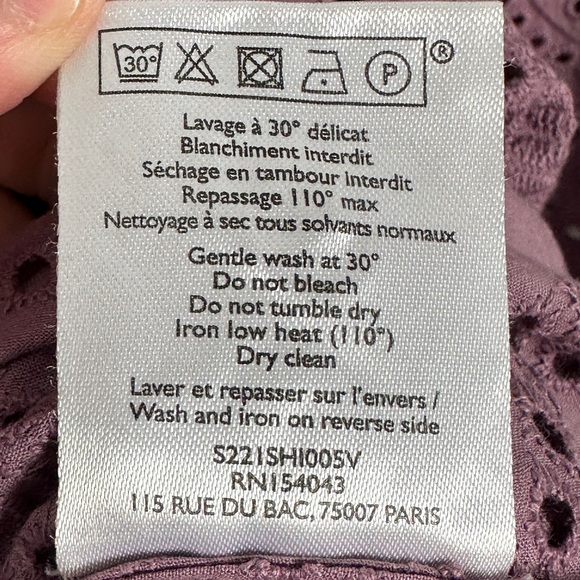 30° P ®
Lavage à 30° délicat
Blanchiment interdit
Séchage en tambour interdit
Repassage 110° max
Nettoyage à sec tous solvants normaux
Gentle wash at 30°
Do not bleach
Do not tumble dry
Iron low heat (110°)
Dry clean
Laver et repasser sur l'envers /
Wash and iron on reverse side
S221SHI005V
RN154043
115 RUE DU BAC, 75007 PARIS